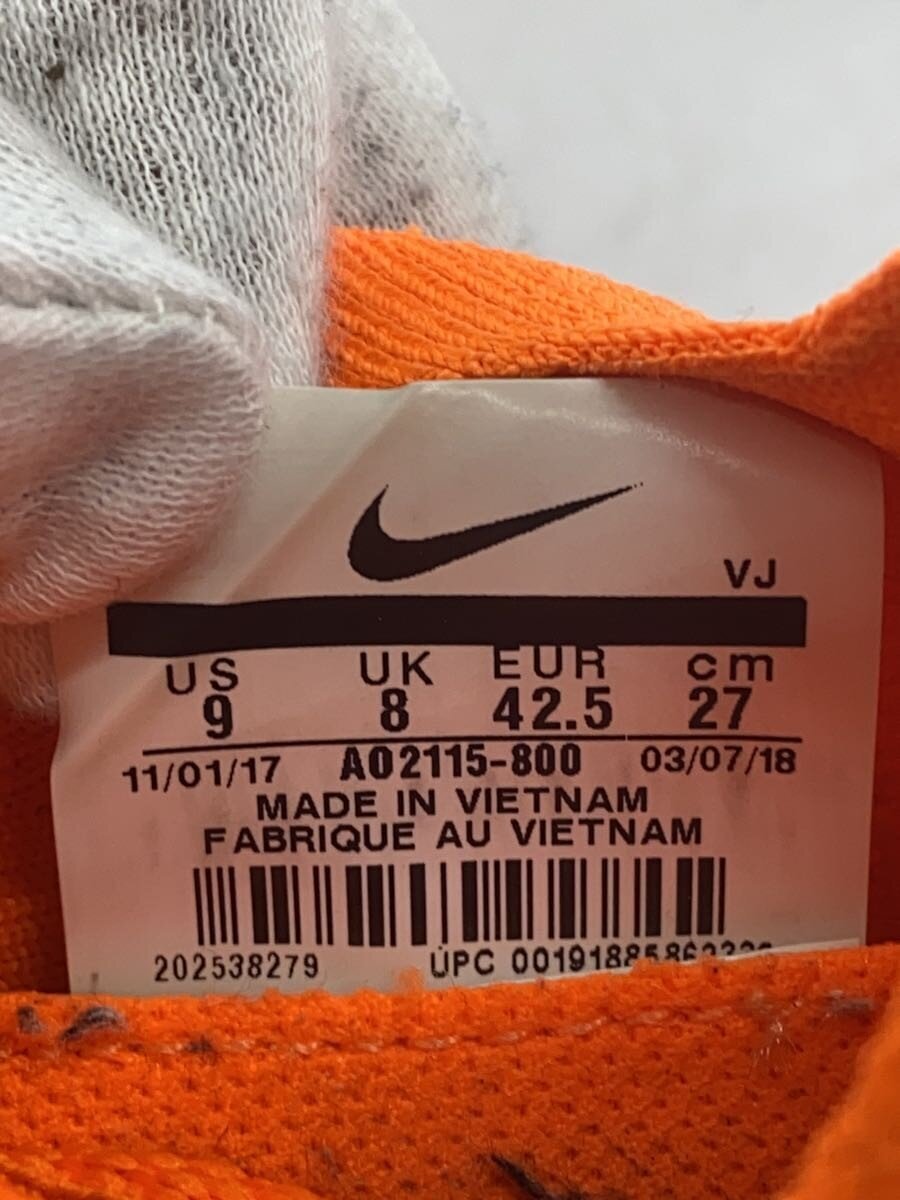 VJ
US UK EUR cm
9 8 42.5 27
11/01/17 AO2115-800 03/07/18
MADE IN VIETNAM
FABRIQUE AU VIETNAM
202538279 UPC